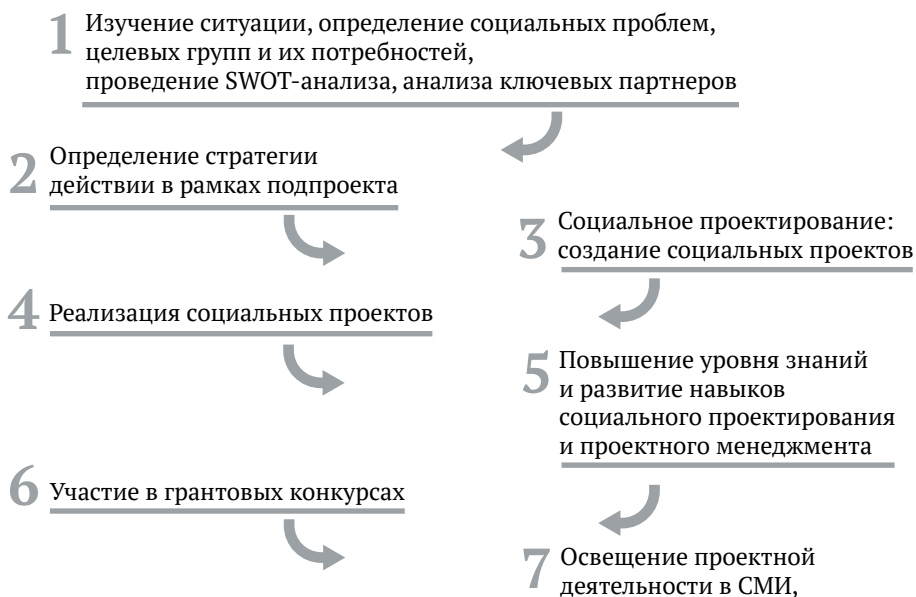 1 Изучение ситуации, определение социальных проблем,
целевых групп и их потребностей,
проведение SWOT-анализа, анализа ключевых партнеров
2 Определение стратегии
действии в рамках подпроекта
3 Социальное проектирование:
создание социальных проектов
4 Реализация социальных проектов
5 Повышение уровня знаний
и развитие навыков
социального проектирования
и проектного менеджмента
6 Участие в грантовых конкурсах
7 Освещение проектной
деятельности в СМИ,